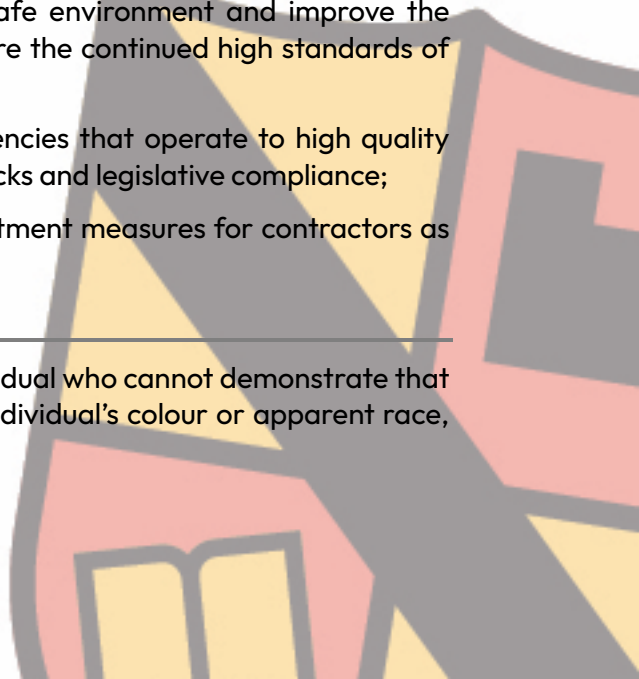 afe environment and improve the
re the continued high standards of
encies that operate to high quality
cks and legislative compliance;
tment measures for contractors as
dual who cannot demonstrate that
dividual's colour or apparent race,